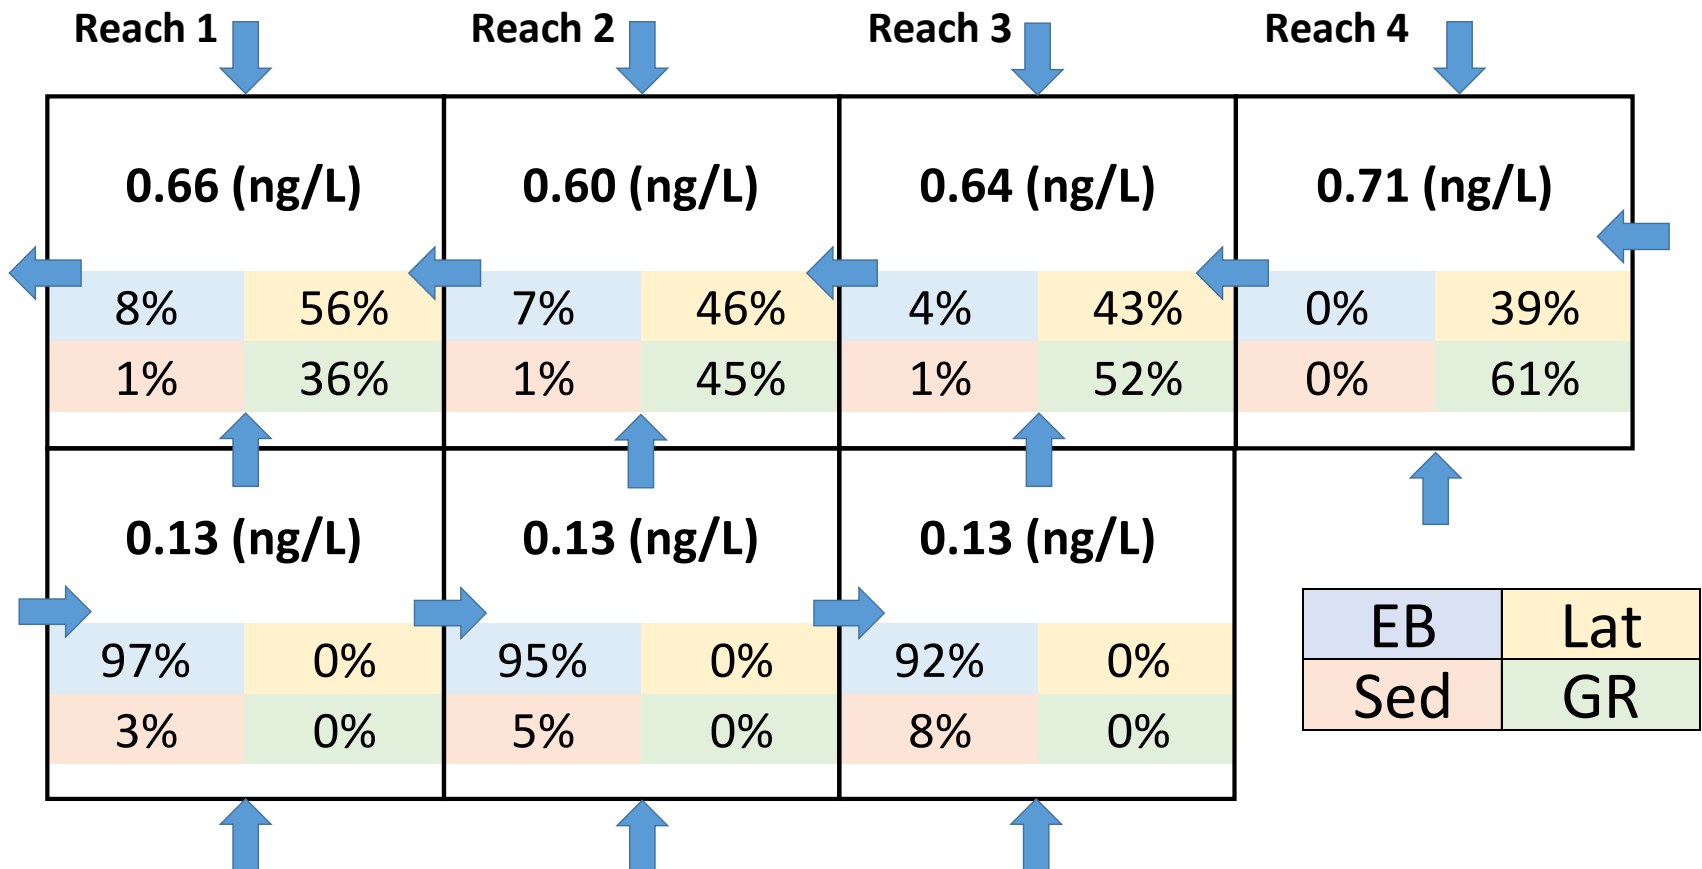 Reach 1 Reach 2 Reach 3 Reach 4
0.66 (ng/L) 0.60 (ng/L) 0.64 (ng/L) 0.71 (ng/L)
8% 56% 7% 46% 4% 43% 0% 39%
1% 36% 1% 45% 1% 52% 0% 61%
0.13 (ng/L) 0.13 (ng/L) 0.13 (ng/L)
97% 0% 95% 0% 92% 0%
3% 0% 5% 0% 8% 0%
EB Lat
Sed GR